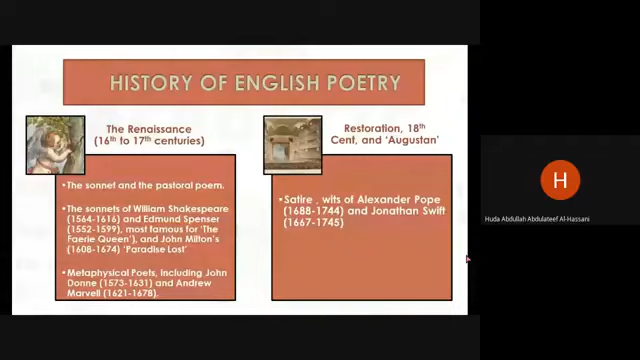 HISTORY OF ENGLISH POETRY
The Renaissance
(16th to 17th centuries)
• The sonnet and the pastoral poem.
• The sonnets of William Shakespeare
(1564-1616) and Edmund Spenser
(1552-1599), most famous for ‘The
Faerie Queen’), and John Milton’s
(1608-1674) ‘Paradise Lost’
• Metaphysical Poets, including John
Donne (1573-1631) and Andrew
Marvell (1621-1678).
Restoration, 18th
Cent, and ‘Augustan’
• Satire , wits of Alexander Pope
(1688-1744) and Jonathan Swift
(1667-1745)
H
Huda Abdullah Abdulateef Al-Hassani